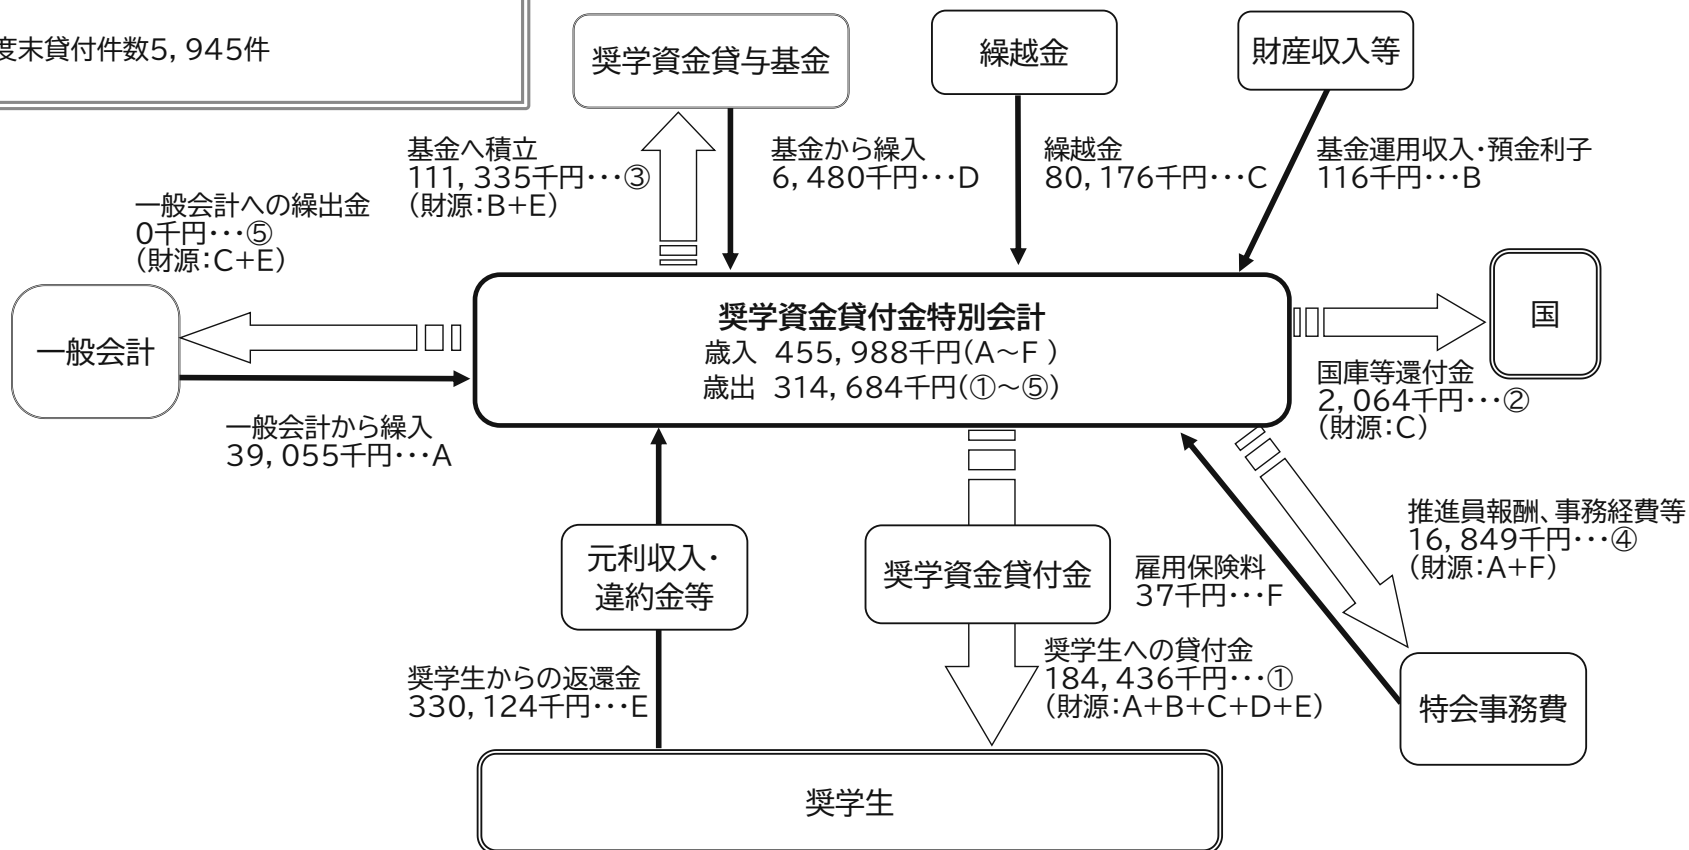 度末貸付件数5,945件
奨学資金貸与基金
繰越金
財産収入等
基金へ積立
111,335千円・・・③
(財源:B+E)
基金から繰入
6,480千円・・・D
繰越金
80,176千円・・・C
基金運用収入・預金利子
116千円・・・B
一般会計への繰出金
0千円・・・⑤
(財源:C+E)
一般会計
奨学資金貸付金特別会計
歳入 455,988千円(A~F )
歳出 314,684千円(①~⑤)
国
国庫等還付金
2,064千円・・・②
(財源:C)
一般会計から繰入
39,055千円・・・A
元利収入・
違約金等
奨学資金貸付金
雇用保険料
37千円・・・F
推進員報酬、事務経費等
16,849千円・・・④
(財源:A+F)
奨学生からの返還金
330,124千円・・・E
奨学生への貸付金
184,436千円・・・①
(財源:A+B+C+D+E)
特会事務費
奨学生